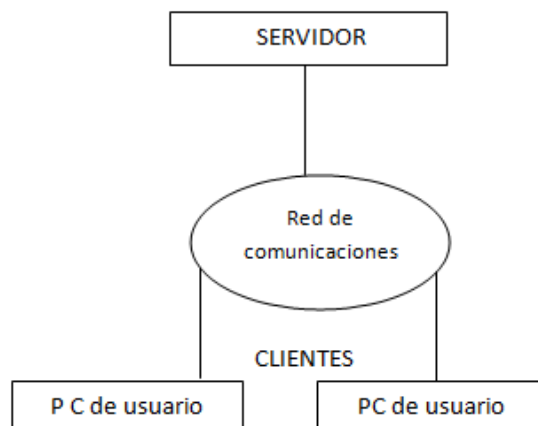 SERVIDOR
Red de
comunicaciones
CLIENTES
P C de usuario
PC de usuario